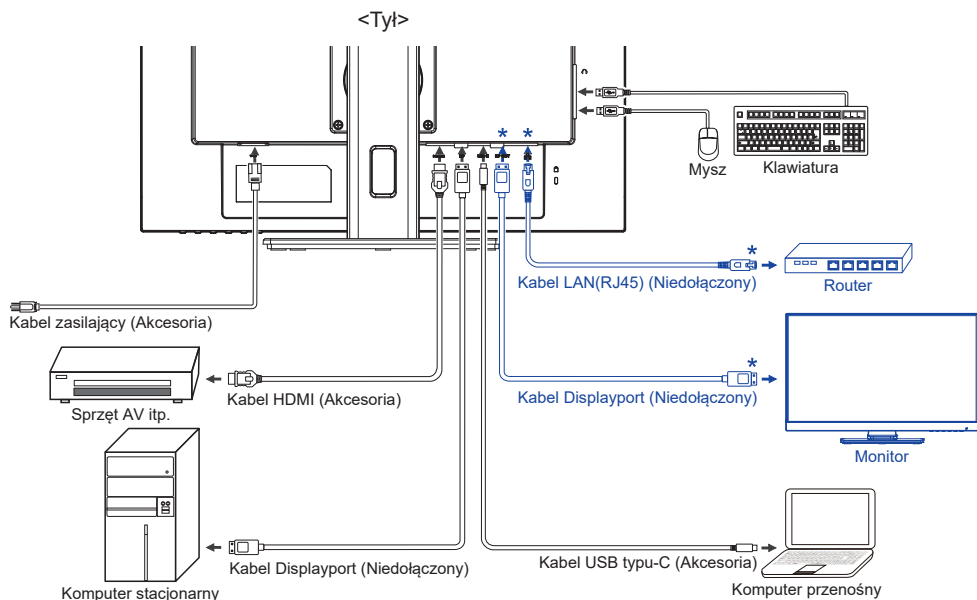 <Tył>
Mysz
Klawiatura
*
*
*
Kabel LAN(RJ45) (Niedołączony)
Router
Kabel zasilający (Akcesoria)
*
Kabel HDMI (Akcesoria)
Kabel Displayport (Niedołączony)
Sprzęt AV itp.
Monitor
Kabel Displayport (Niedołączony)
Kabel USB typu-C (Akcesoria)
Komputer stacjonarny
Komputer przenośny